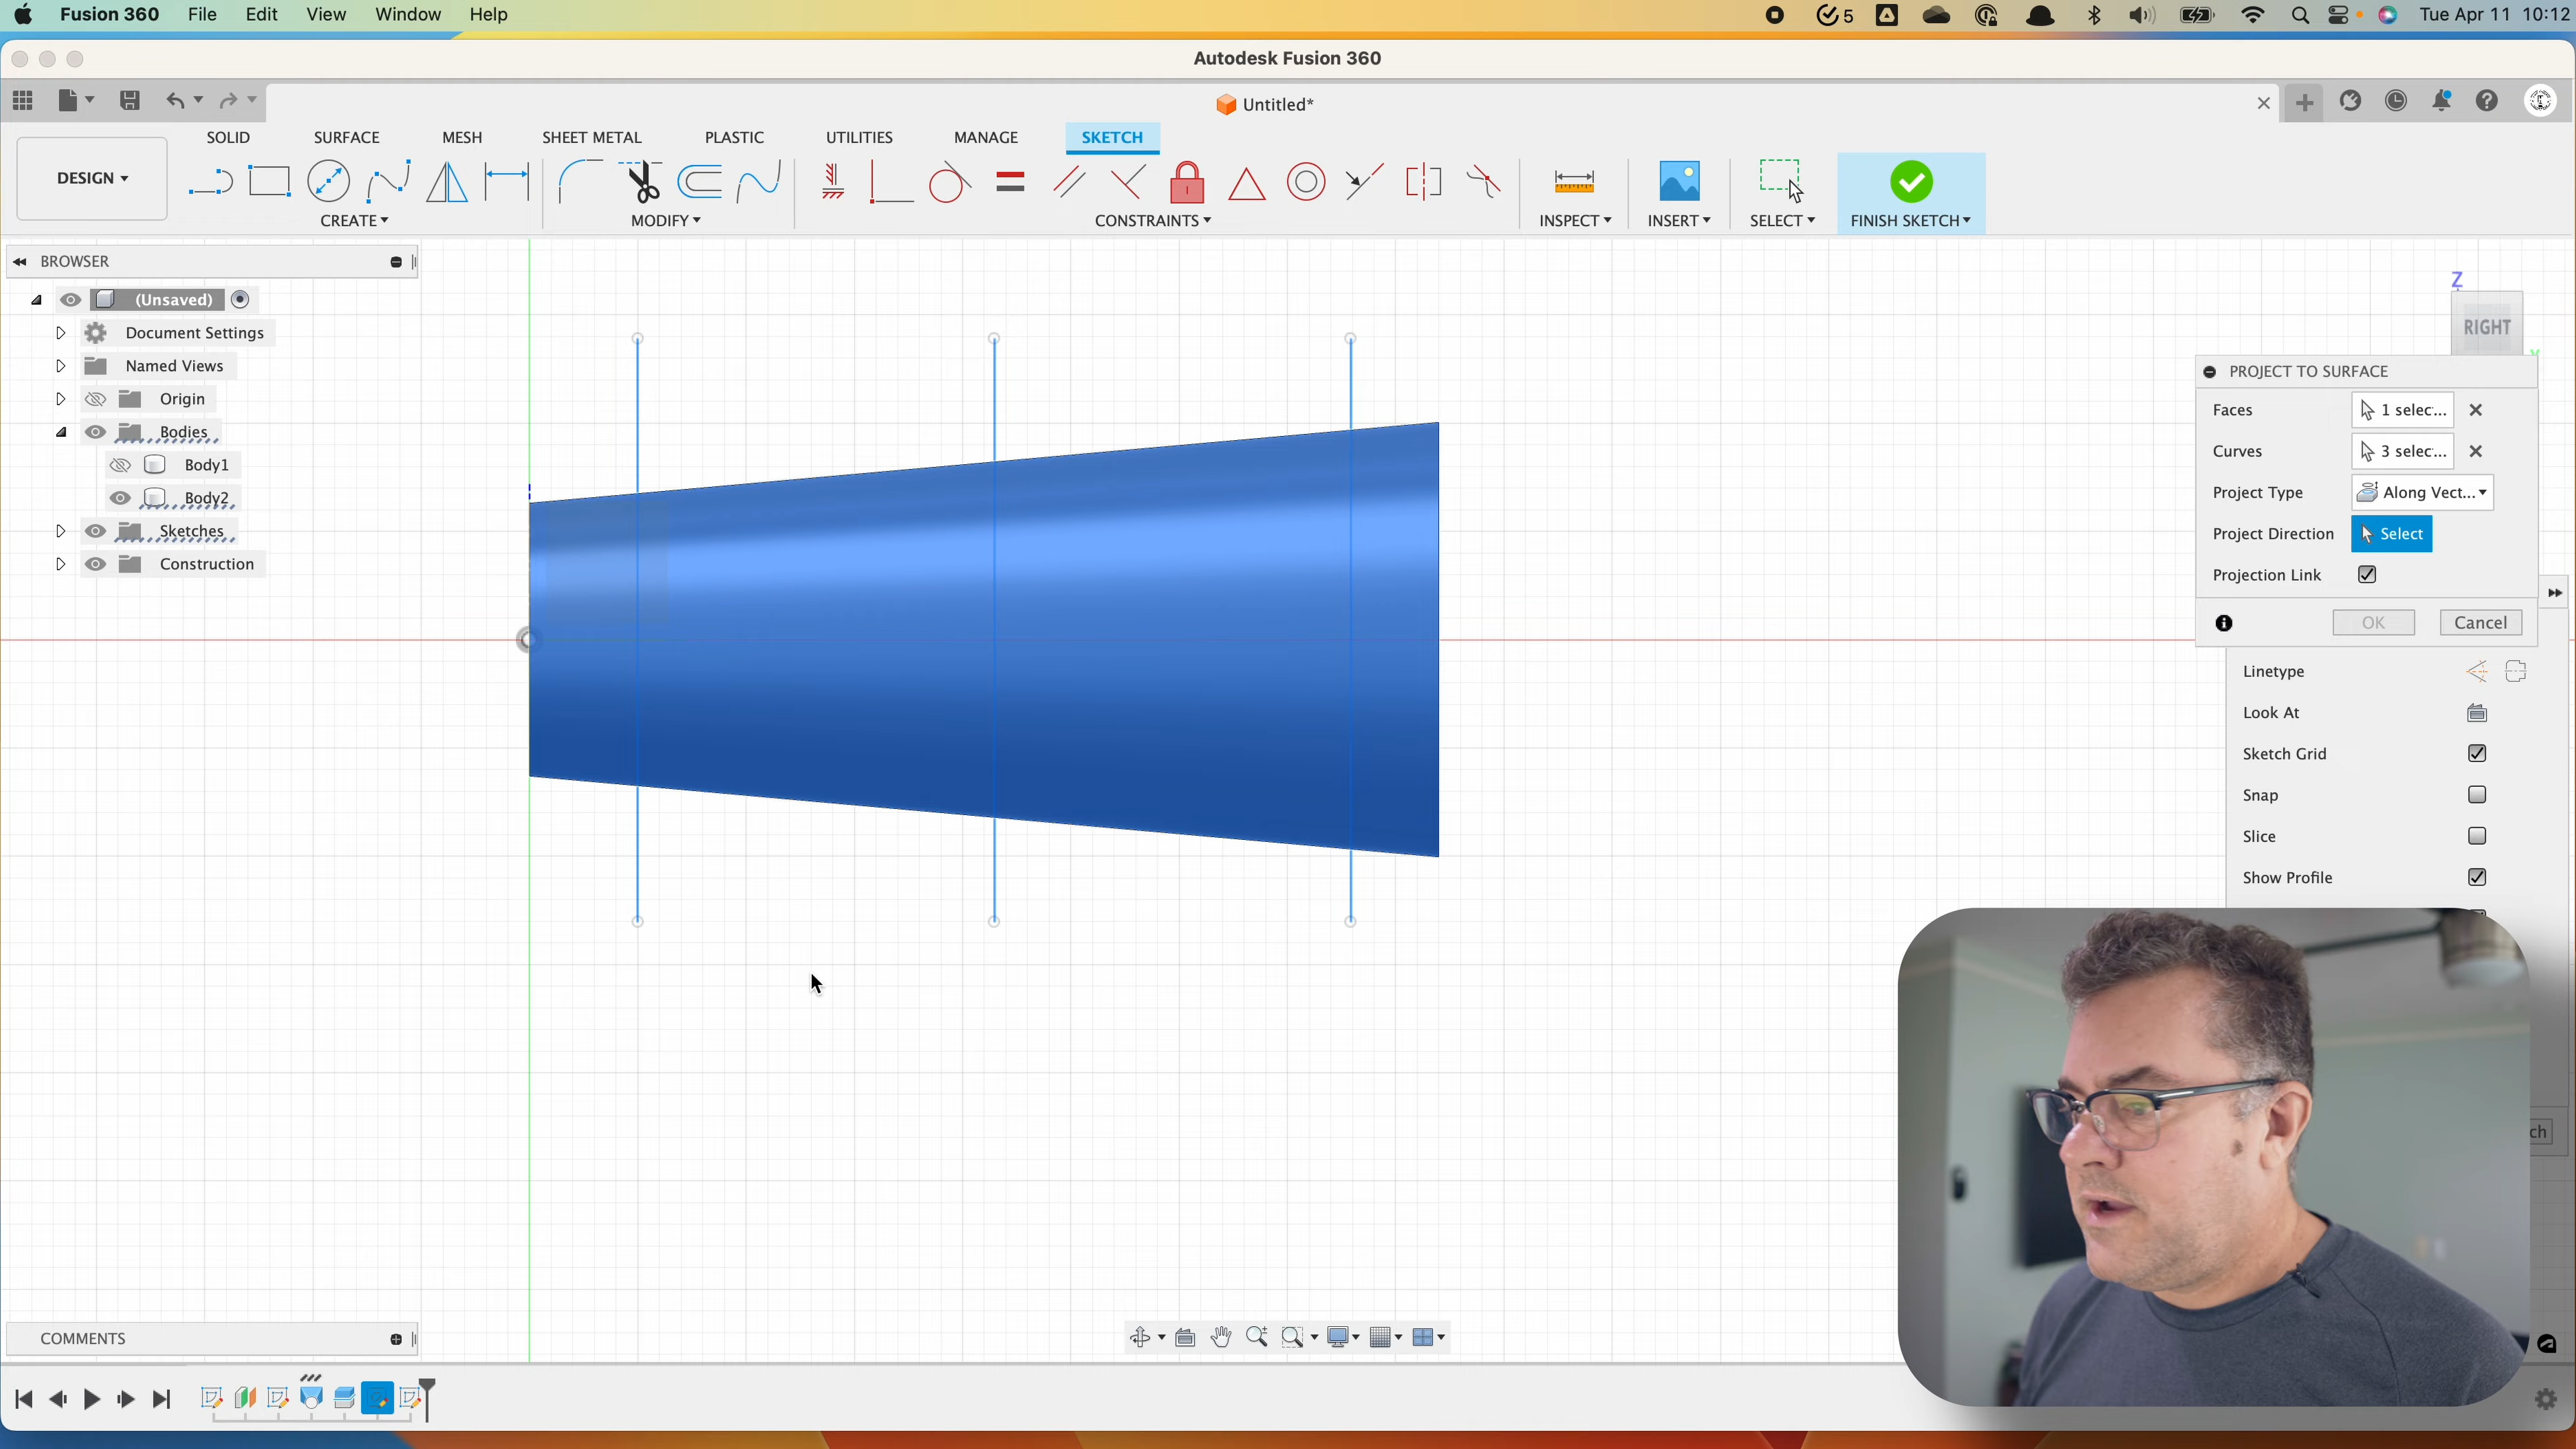 Fusion 360 File Edit View Window Help 5 Tue Apr 11 10:12
Autodesk Fusion 360
Untitled*
SOLID SURFACE MESH SHEET METAL PLASTIC UTILITIES MANAGE SKETCH
DESIGN
CREATE MODIFY CONSTRAINTS INSPECT INSERT SELECT FINISH SKETCH
BROWSER
(Unsaved)
Document Settings
Named Views
Origin
Bodies
Body1
Body2
Sketches
Construction
Z
RIGHT
PROJECT TO SURFACE
Faces 1 selec...
Curves 3 selec...
Project Type Along Vect...
Project Direction Select
Projection Link
OK Cancel
Linetype
Look At
Sketch Grid
Snap
Slice
Show Profile
ch
COMMENTS